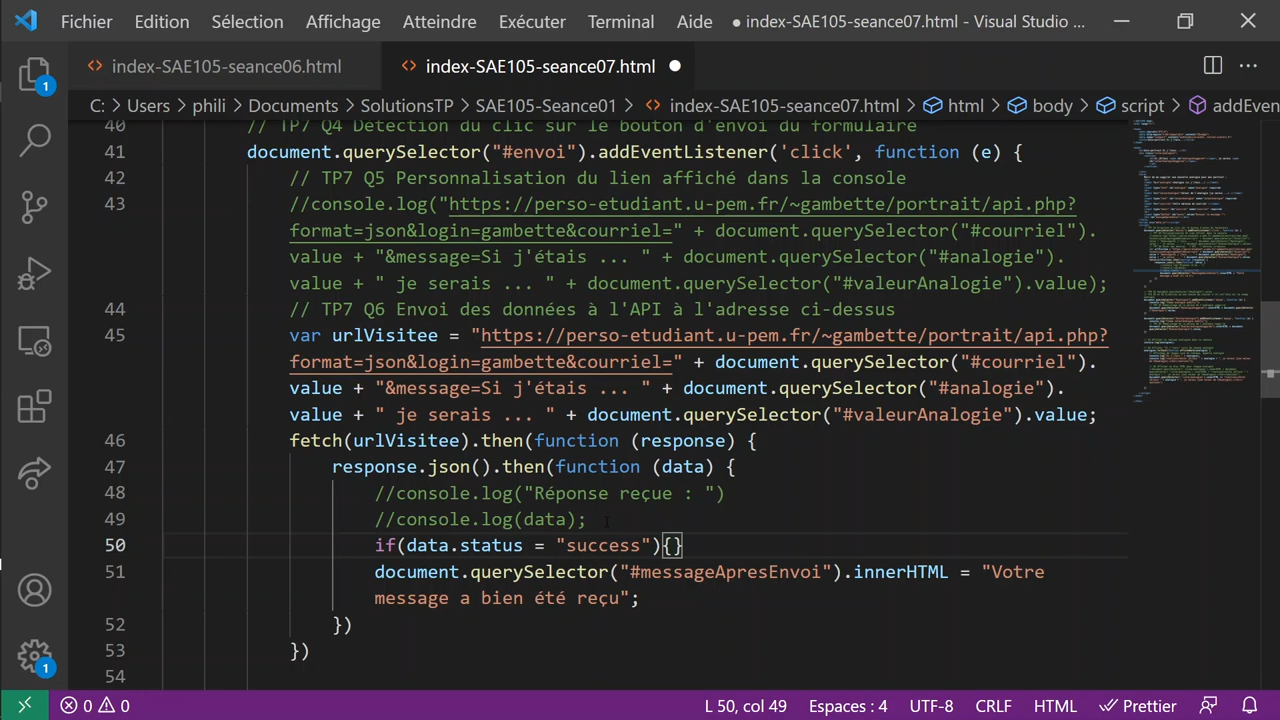 Fichier Edition Sélection Affichage Atteindre Exécuter Terminal Aide ● index-SAE105-seance07.html - Visual Studio ...
index-SAE105-seance06.html index-SAE105-seance07.html
C: > Users > phili > Documents > SolutionsTP > SAE105-Seance01 > index-SAE105-seance07.html > html > body > script > addEven
40 // TP7 Q4 Détection du clic sur le bouton d'envoi du formulaire
41 document.querySelector("#envoi").addEventListener('click', function (e) {
42 // TP7 Q5 Personnalisation du lien affiché dans la console
43 //console.log("https://perso-etudiant.u-pem.fr/~gambette/portrait/api.php?
format=json&login=gambette&courriel=" + document.querySelector("#courriel").
value + "&message=Si j'étais ... " + document.querySelector("#analogie").
value + " je serais ... " + document.querySelector("#valeurAnalogie").value);
44 // TP7 Q6 Envoi des données à l'API à l'adresse ci-dessus
45 var urlVisitee = "https://perso-etudiant.u-pem.fr/~gambette/portrait/api.php?
format=json&login=gambette&courriel=" + document.querySelector("#courriel").
value + "&message=Si j'étais ... " + document.querySelector("#analogie").
value + " je serais ... " + document.querySelector("#valeurAnalogie").value;
46 fetch(urlVisitee).then(function (response) {
47 response.json().then(function (data) {
48 //console.log("Réponse reçue : ")
49 //console.log(data);
50 if(data.status = "success"){}
51 document.querySelector("#messageApresEnvoi").innerHTML = "Votre
message a bien été reçu";
52 })
53 })
54
0 0 L 50, col 49 Espaces : 4 UTF-8 CRLF HTML Prettier